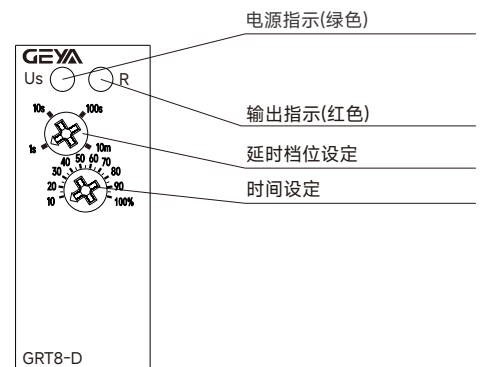 电源指示(绿色)
GEYA
Us R
输出指示(红色)
10s 100s
1s 10m
延时档位设定
40 50 60 70
30 80
20 90
10 100%
时间设定
GRT8-D